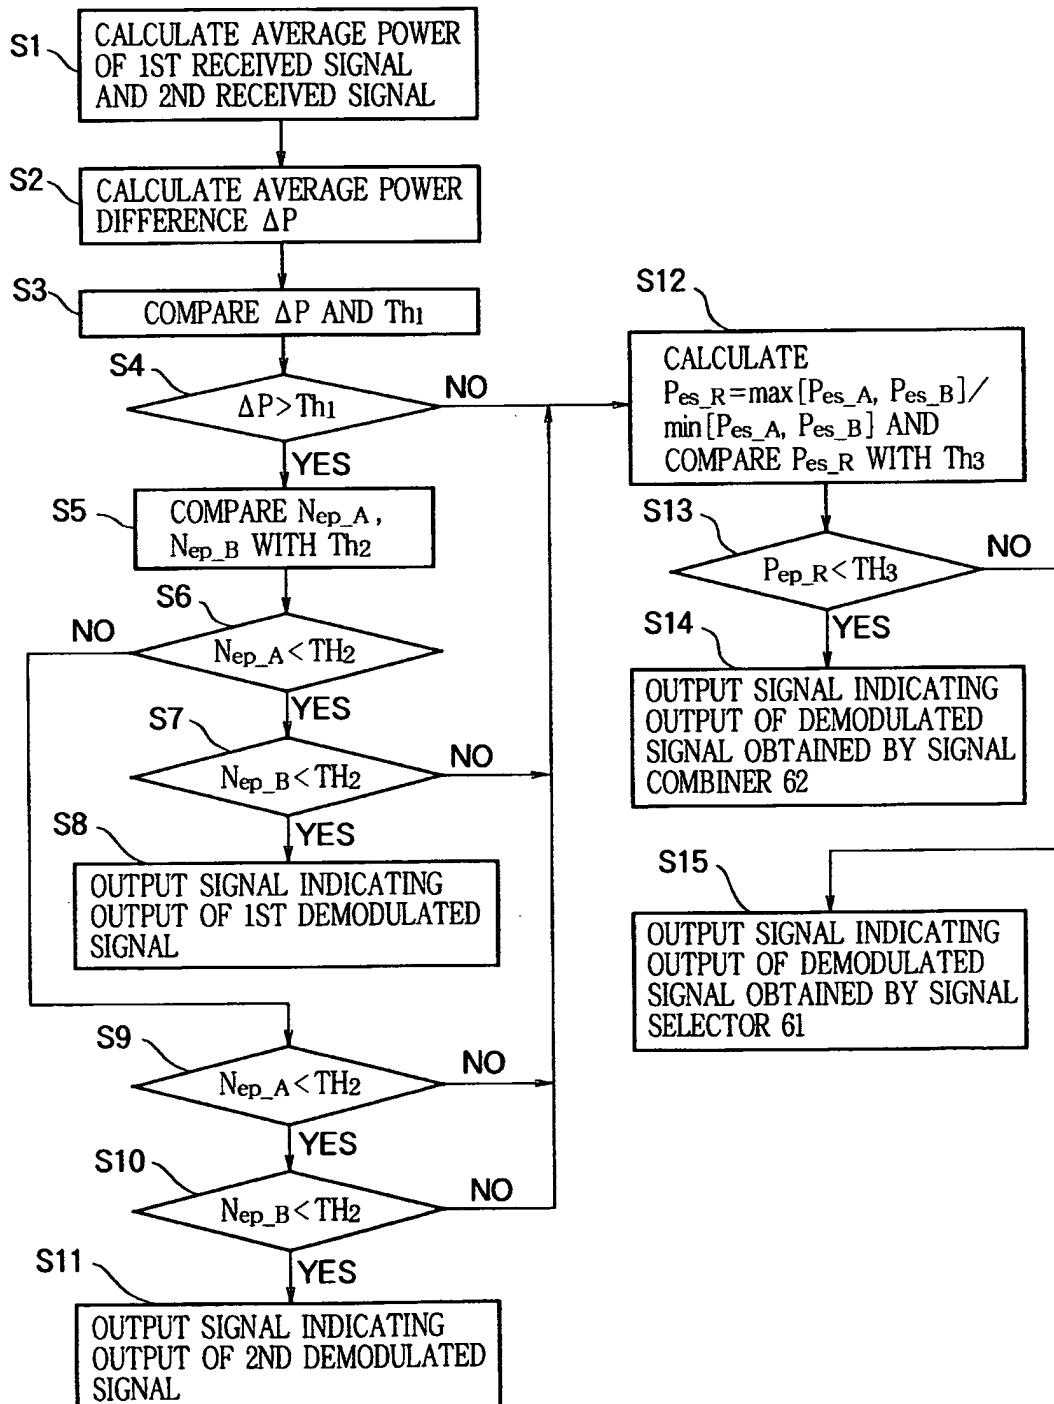 S1
CALCULATE AVERAGE POWER
OF 1ST RECEIVED SIGNAL
AND 2ND RECEIVED SIGNAL
S2
CALCULATE AVERAGE POWER
DIFFERENCE ΔP
S3
COMPARE ΔP AND Th1
S4
ΔP>Th1
NO
YES
S5
COMPARE Nep_A,
Nep_B WITH Th2
S6
NO
Nep_A<TH2
YES
S7
Nep_B<TH2
NO
YES
S8
OUTPUT SIGNAL INDICATING
OUTPUT OF 1ST DEMODULATED
SIGNAL
S9
Nep_A<TH2
NO
YES
S10
Nep_B<TH2
NO
YES
S11
OUTPUT SIGNAL INDICATING
OUTPUT OF 2ND DEMODULATED
SIGNAL
S12
CALCULATE
Pes_R=max[Pes_A, Pes_B]/
min[Pes_A, Pes_B] AND
COMPARE Pes_R WITH Th3
S13
Pep_R<TH3
NO
YES
S14
OUTPUT SIGNAL INDICATING
OUTPUT OF DEMODULATED
SIGNAL OBTAINED BY SIGNAL
COMBINER 62
S15
OUTPUT SIGNAL INDICATING
OUTPUT OF DEMODULATED
SIGNAL OBTAINED BY SIGNAL
SELECTOR 61